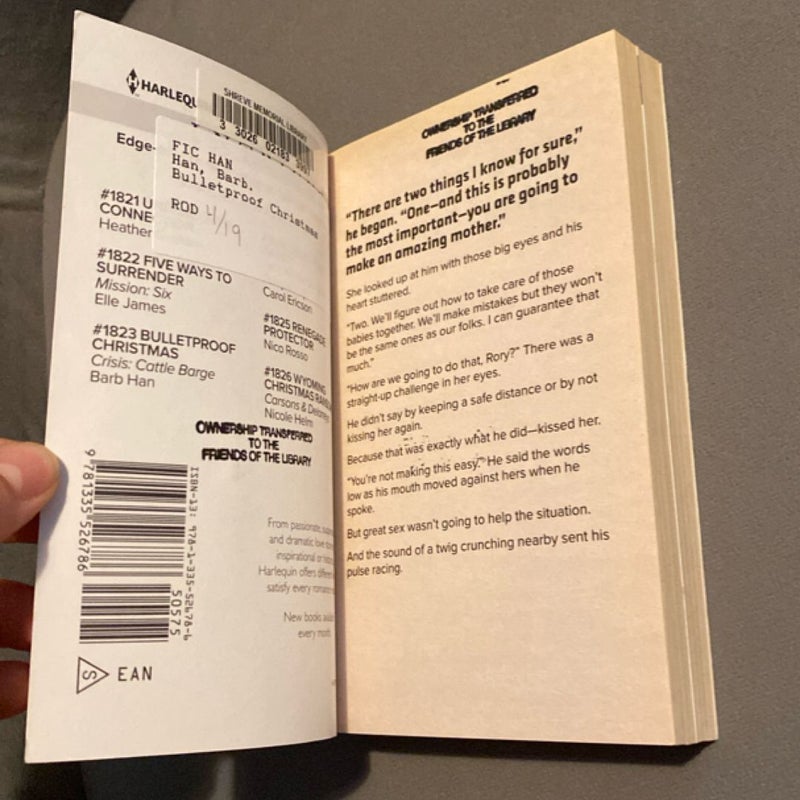 HARLEQU
SHREVE MEMORIAL LIBRARY
3 3026 02183
Edge-
FIC HAN
Han, Barb.
Bulletproof Christmas
ROD 4/19
#1821 U
CONNE
Heather
#1822 FIVE WAYS TO
SURRENDER
Mission: Six
Elle James
#1823 BULLETPROOF
CHRISTMAS
Crisis: Cattle Barge
Barb Han
Carol Ericson
#1825 RENEGADE
PROTECTOR
Nico Rosso
#1826 WYOMING
CHRISTMAS
Carsons & Delaneys
Nicole Helm
OWNERSHIP TRANSFERRED
TO THE
FRIENDS OF THE LIBRARY
9 781335 526786
ISBN-13: 978-1-335-52678-6
50575
S EAN
From passionate,
and dramatic love
inspirational or
Harlequin offers
satisfy every
New books
every month
OWNERSHIP TRANSFERRED
TO THE
FRIENDS OF THE LIBRARY
“There are two things I know for sure,”
he began. “One—and this is probably
the most important—you are going to
make an amazing mother.”
She looked up at him with those big eyes and his
heart stuttered.
“Two. We’ll figure out how to take care of those
babies together. We’ll make mistakes but they won’t
be the same ones as our folks. I can guarantee that
much.”
“How are we going to do that, Rory?” There was a
straight-up challenge in her eyes.
He didn’t say by keeping a safe distance or by not
kissing her again.
Because that was exactly what he did—kissed her.
“You’re not making this easy.” He said the words
low as his mouth moved against hers when he
spoke.
But great sex wasn’t going to help the situation.
And the sound of a twig crunching nearby sent his
pulse racing.